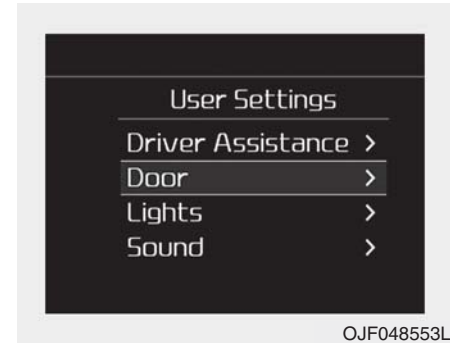 User Settings
Driver Assistance >
Door >
Lights >
Sound >
OJF048553L